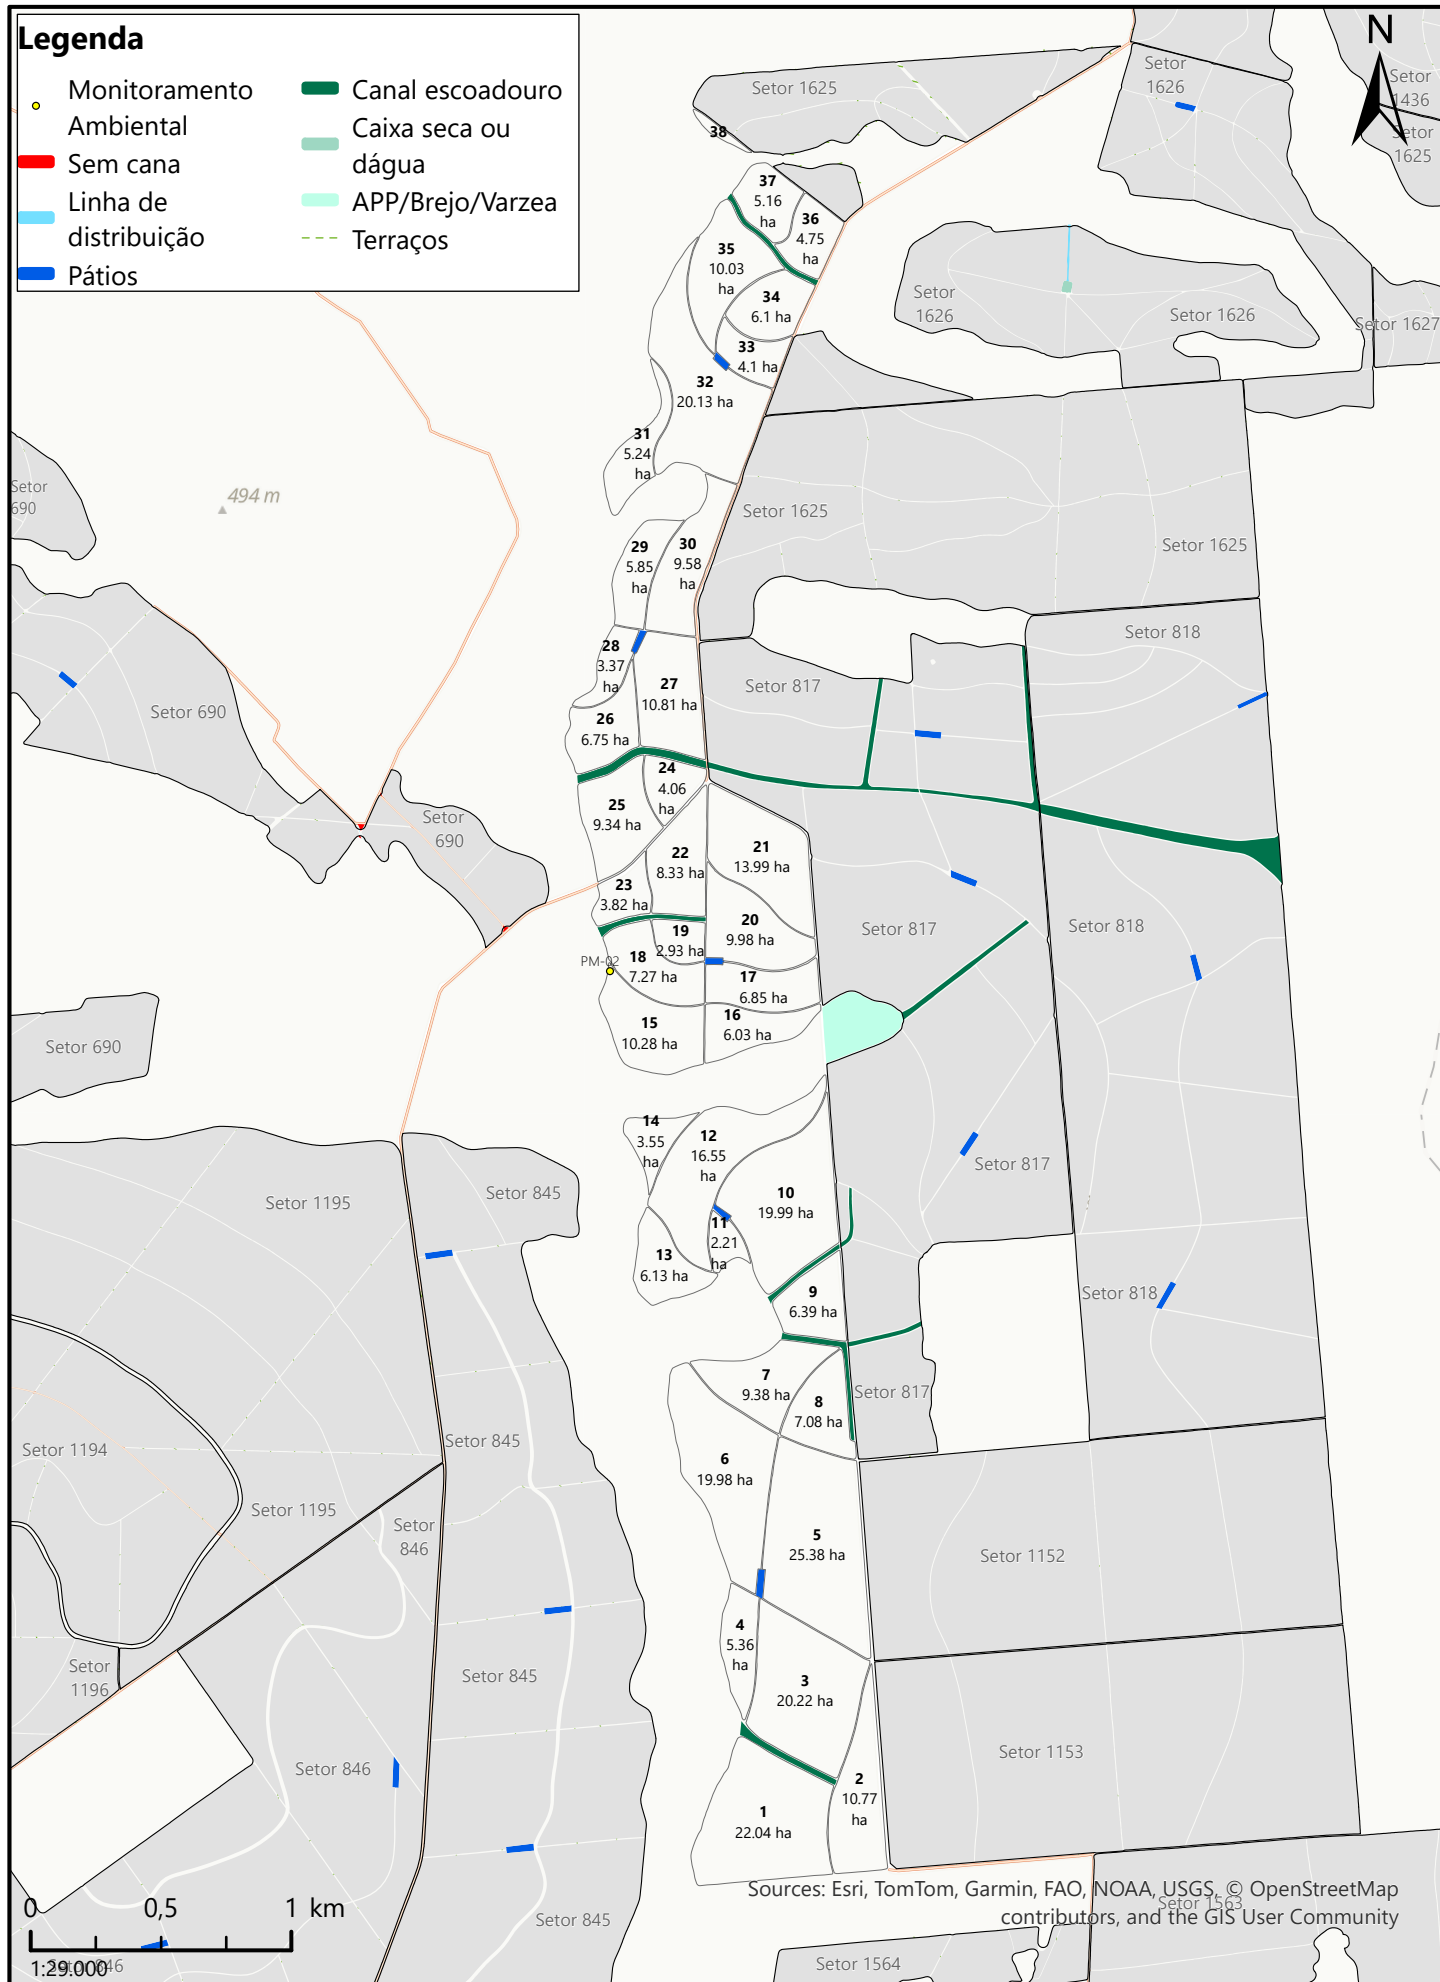 Legenda
Monitoramento
Ambiental
Sem cana
Linha de
distribuição
Pátios
Canal escoadouro
Caixa seca ou
dágua
APP/Brejo/Varzea
Terraços
N
Setor 1625
Setor
1626
Setor
1436
Setor
1625
38
37
5.16
ha
36
4.75
ha
35
10.03
ha
34
6.1 ha
33
4.1 ha
32
20.13 ha
31
5.24
ha
Setor
1626
Setor 1626
Setor 1627
494 m
Setor
690
Setor 1625
Setor 1625
29
5.85
ha
30
9.58
ha
28
3.37
ha
27
10.81 ha
26
6.75 ha
Setor 818
Setor 817
Setor 690
24
4.06
ha
25
9.34 ha
Setor
690
21
13.99 ha
22
8.33 ha
23
3.82 ha
20
9.98 ha
19
2.93 ha
18
7.27 ha
PM-02
17
6.85 ha
16
6.03 ha
15
10.28 ha
Setor 817
Setor 818
Setor 690
14
3.55
ha
12
16.55
ha
10
19.99 ha
11
2.21
ha
13
6.13 ha
9
6.39 ha
Setor 817
Setor 1195
Setor 845
Setor 818
7
9.38 ha
8
7.08 ha
Setor 817
6
19.98 ha
Setor 1194
Setor 845
Setor 1195
Setor
846
5
25.38 ha
Setor 1152
4
5.36
ha
3
20.22 ha
Setor
1196
Setor 845
Setor 1153
Setor 846
2
10.77
ha
1
22.04 ha
Setor 845
Setor 1563
Setor 1564
Setor 846
0 0,5 1 km
1:29.000
Sources: Esri, TomTom, Garmin, FAO, NOAA, USGS, © OpenStreetMap
contributors, and the GIS User Community